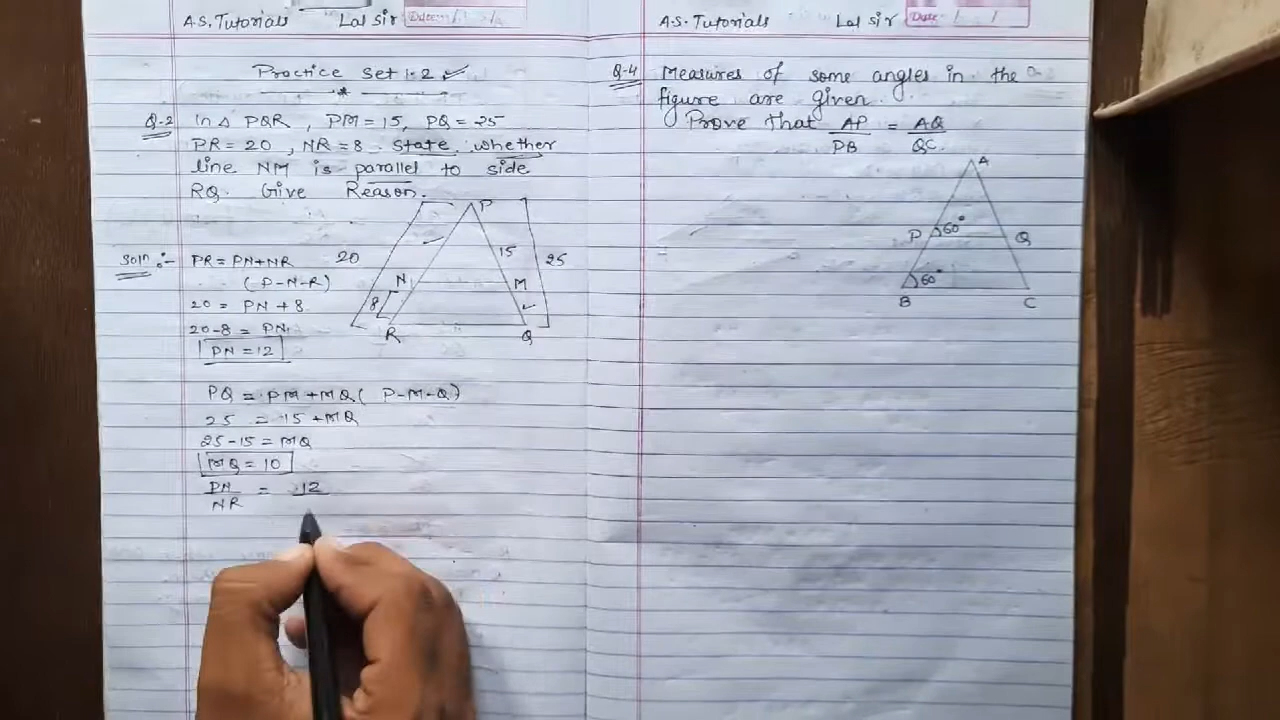 A.S. Tutorials Lal Sir Date: / /
Practice Set 1.2 ✓
Q-2 In Δ PQR, PM = 15, PQ = 25
PR = 20, NR = 8. State whether
line NM is parallel to side
RQ. Give Reason.
Soln :- PR = PN + NR
(P-N-R)
20 = PN + 8
20 - 8 = PN
PN = 12
P
20
15
25
N
M
8
R
Q
PQ = PM + MQ ( P-M-Q)
25 = 15 + MQ
25 - 15 = MQ
MQ = 10
PN = 12
NR
A.S. Tutorials Lal Sir Date: / /
Q-4 Measures of some angles in the
figure are given.
Prove that AP = AQ
PB QC.
A
P 60° Q
60°
B C